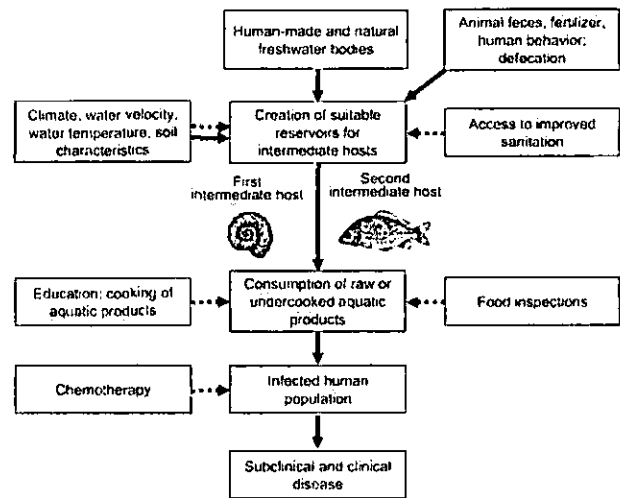 Human-made and natural
freshwater bodies
Animal feces, fertilizer,
human behavior;
defecation
Climate, water velocity,
water temperature, soil
characteristics
Creation of suitable
reservoirs for
intermediate hosts
Access to improved
sanitation
First
intermediate host
Second
intermediate host
Education; cooking of
aquatic products
Consumption of raw or
undercooked aquatic
products
Food inspections
Chemotherapy
Infected human
population
Subclinical and clinical
disease